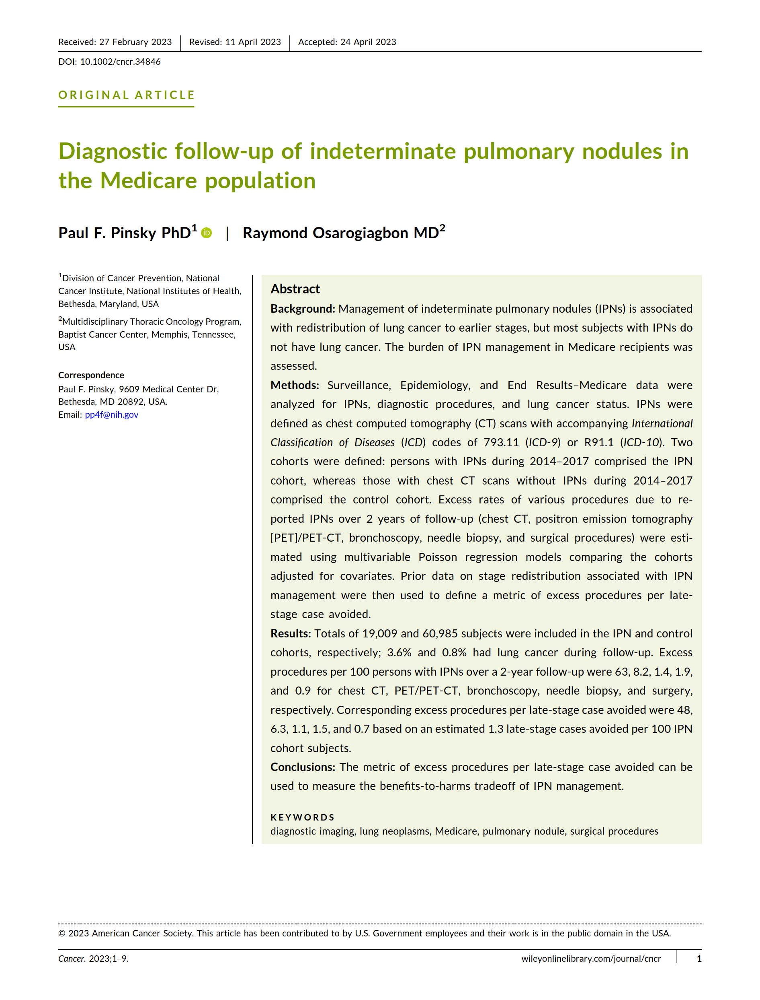 Received: 27 February 2023 | Revised: 11 April 2023 | Accepted: 24 April 2023
DOI: 10.1002/cncr.34846
ORIGINAL ARTICLE
Diagnostic follow-up of indeterminate pulmonary nodules in
the Medicare population
Paul F. Pinsky PhD1 iD | Raymond Osarogiagbon MD2
1Division of Cancer Prevention, National
Cancer Institute, National Institutes of Health,
Bethesda, Maryland, USA
2Multidisciplinary Thoracic Oncology Program,
Baptist Cancer Center, Memphis, Tennessee,
USA
Correspondence
Paul F. Pinsky, 9609 Medical Center Dr,
Bethesda, MD 20892, USA.
Email: pp4f@nih.gov
Abstract
Background: Management of indeterminate pulmonary nodules (IPNs) is associated
with redistribution of lung cancer to earlier stages, but most subjects with IPNs do
not have lung cancer. The burden of IPN management in Medicare recipients was
assessed.
Methods: Surveillance, Epidemiology, and End Results–Medicare data were
analyzed for IPNs, diagnostic procedures, and lung cancer status. IPNs were
defined as chest computed tomography (CT) scans with accompanying International
Classification of Diseases (ICD) codes of 793.11 (ICD-9) or R91.1 (ICD-10). Two
cohorts were defined: persons with IPNs during 2014–2017 comprised the IPN
cohort, whereas those with chest CT scans without IPNs during 2014–2017
comprised the control cohort. Excess rates of various procedures due to re-
ported IPNs over 2 years of follow-up (chest CT, positron emission tomography
[PET]/PET-CT, bronchoscopy, needle biopsy, and surgical procedures) were esti-
mated using multivariable Poisson regression models comparing the cohorts
adjusted for covariates. Prior data on stage redistribution associated with IPN
management were then used to define a metric of excess procedures per late-
stage case avoided.
Results: Totals of 19,009 and 60,985 subjects were included in the IPN and control
cohorts, respectively; 3.6% and 0.8% had lung cancer during follow-up. Excess
procedures per 100 persons with IPNs over a 2-year follow-up were 63, 8.2, 1.4, 1.9,
and 0.9 for chest CT, PET/PET-CT, bronchoscopy, needle biopsy, and surgery,
respectively. Corresponding excess procedures per late-stage case avoided were 48,
6.3, 1.1, 1.5, and 0.7 based on an estimated 1.3 late-stage cases avoided per 100 IPN
cohort subjects.
Conclusions: The metric of excess procedures per late-stage case avoided can be
used to measure the benefits-to-harms tradeoff of IPN management.
KEYWORDS
diagnostic imaging, lung neoplasms, Medicare, pulmonary nodule, surgical procedures
© 2023 American Cancer Society. This article has been contributed to by U.S. Government employees and their work is in the public domain in the USA.
Cancer. 2023;1–9.
wileyonlinelibrary.com/journal/cncr | 1